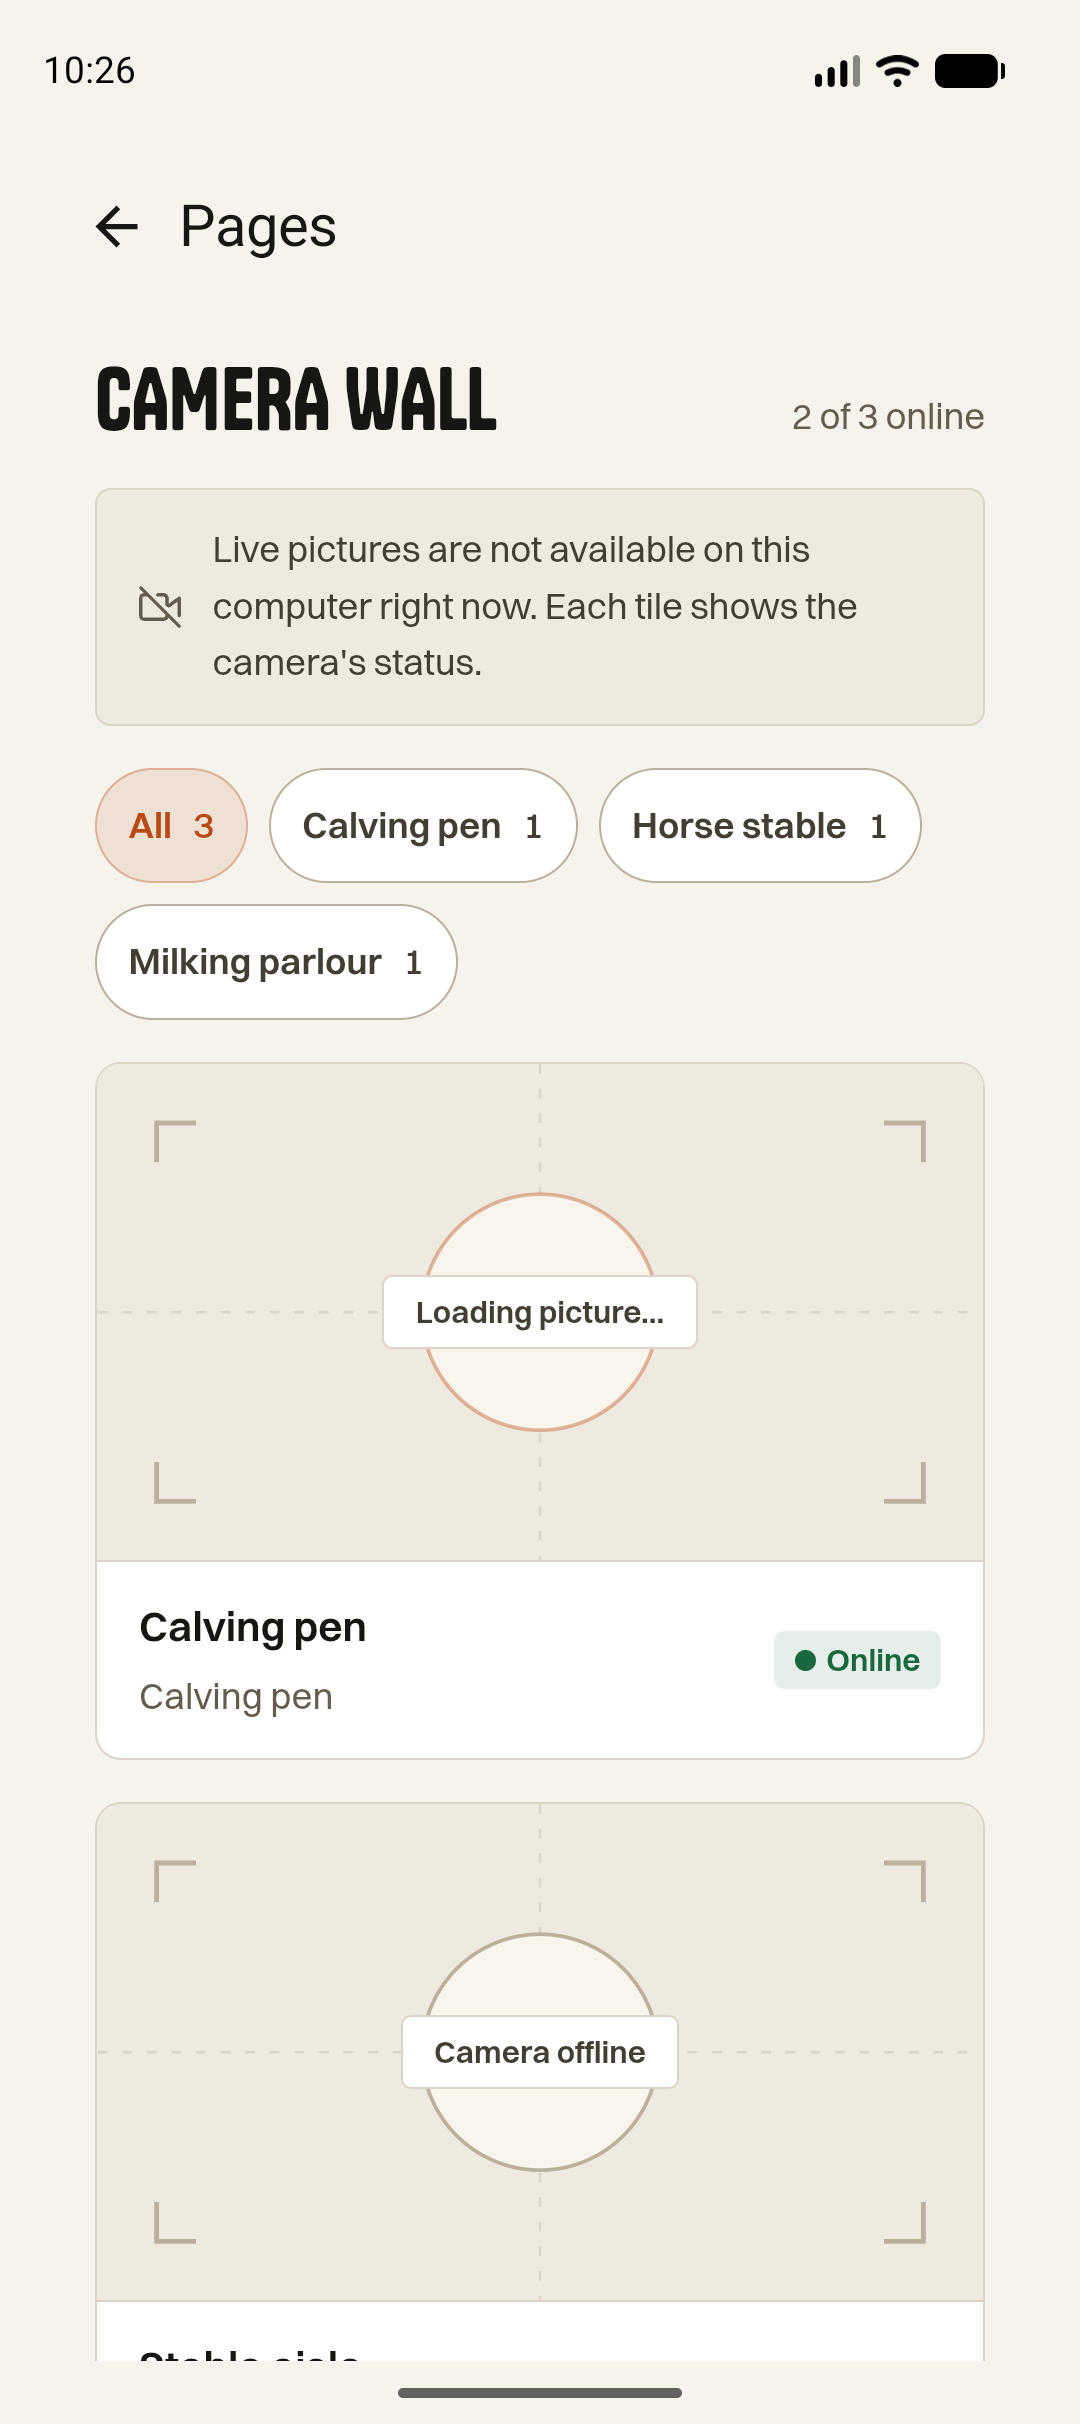 10:26
Pages
CAMERA WALL
2 of 3 online
Live pictures are not available on this
computer right now. Each tile shows the
camera's status.
All 3
Calving pen 1
Horse stable 1
Milking parlour 1
Loading picture...
Calving pen
Online
Calving pen
Camera offline
Stable aisle